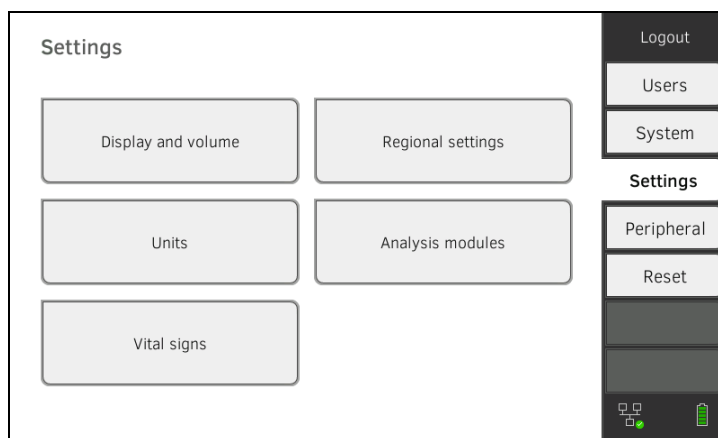 Settings
Display and volume
Regional settings
Units
Analysis modules
Vital signs
Logout
Users
System
Settings
Peripheral
Reset